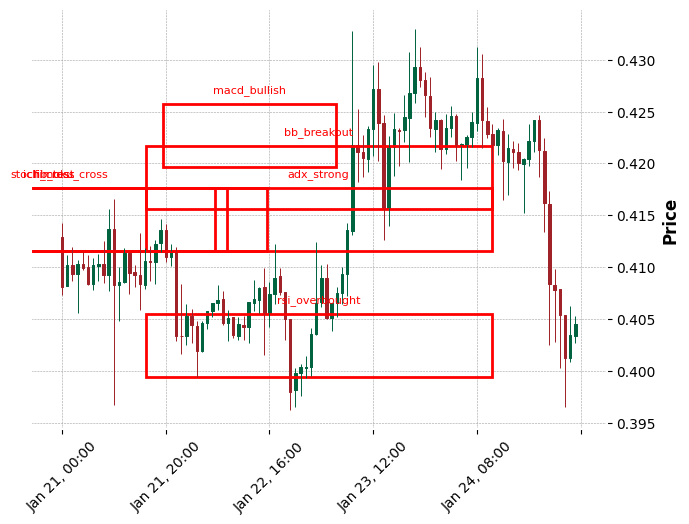 macd_bullish
bb_breakout
adx_strong
rsi_overbought
0.430
0.425
0.420
0.415
0.410
0.405
0.400
0.395
Price
Jan 21, 00:00
Jan 21, 20:00
Jan 22, 16:00
Jan 23, 12:00
Jan 24, 08:00